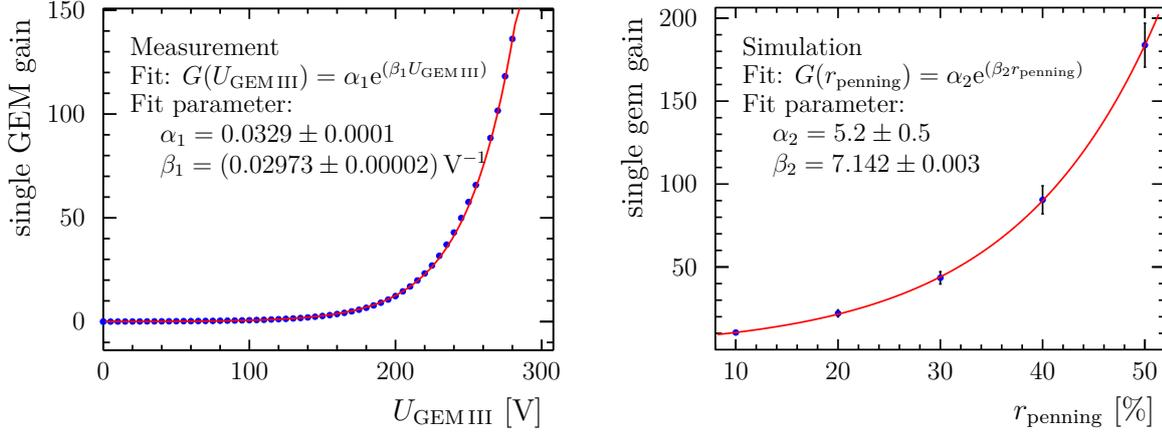 150
100
50
0
single GEM gain
Measurement
Fit: G(U_GEM III) = α₁e^(β₁U_GEM III)
Fit parameter:
α₁ = 0.0329 ± 0.0001
β₁ = (0.02973 ± 0.00002) V⁻¹
0 100 200 300
U_GEM III [V]
200
150
100
50
single gem gain
Simulation
Fit: G(r_penning) = α₂e^(β₂r_penning)
Fit parameter:
α₂ = 5.2 ± 0.5
β₂ = 7.142 ± 0.003
10 20 30 40 50
r_penning [%]